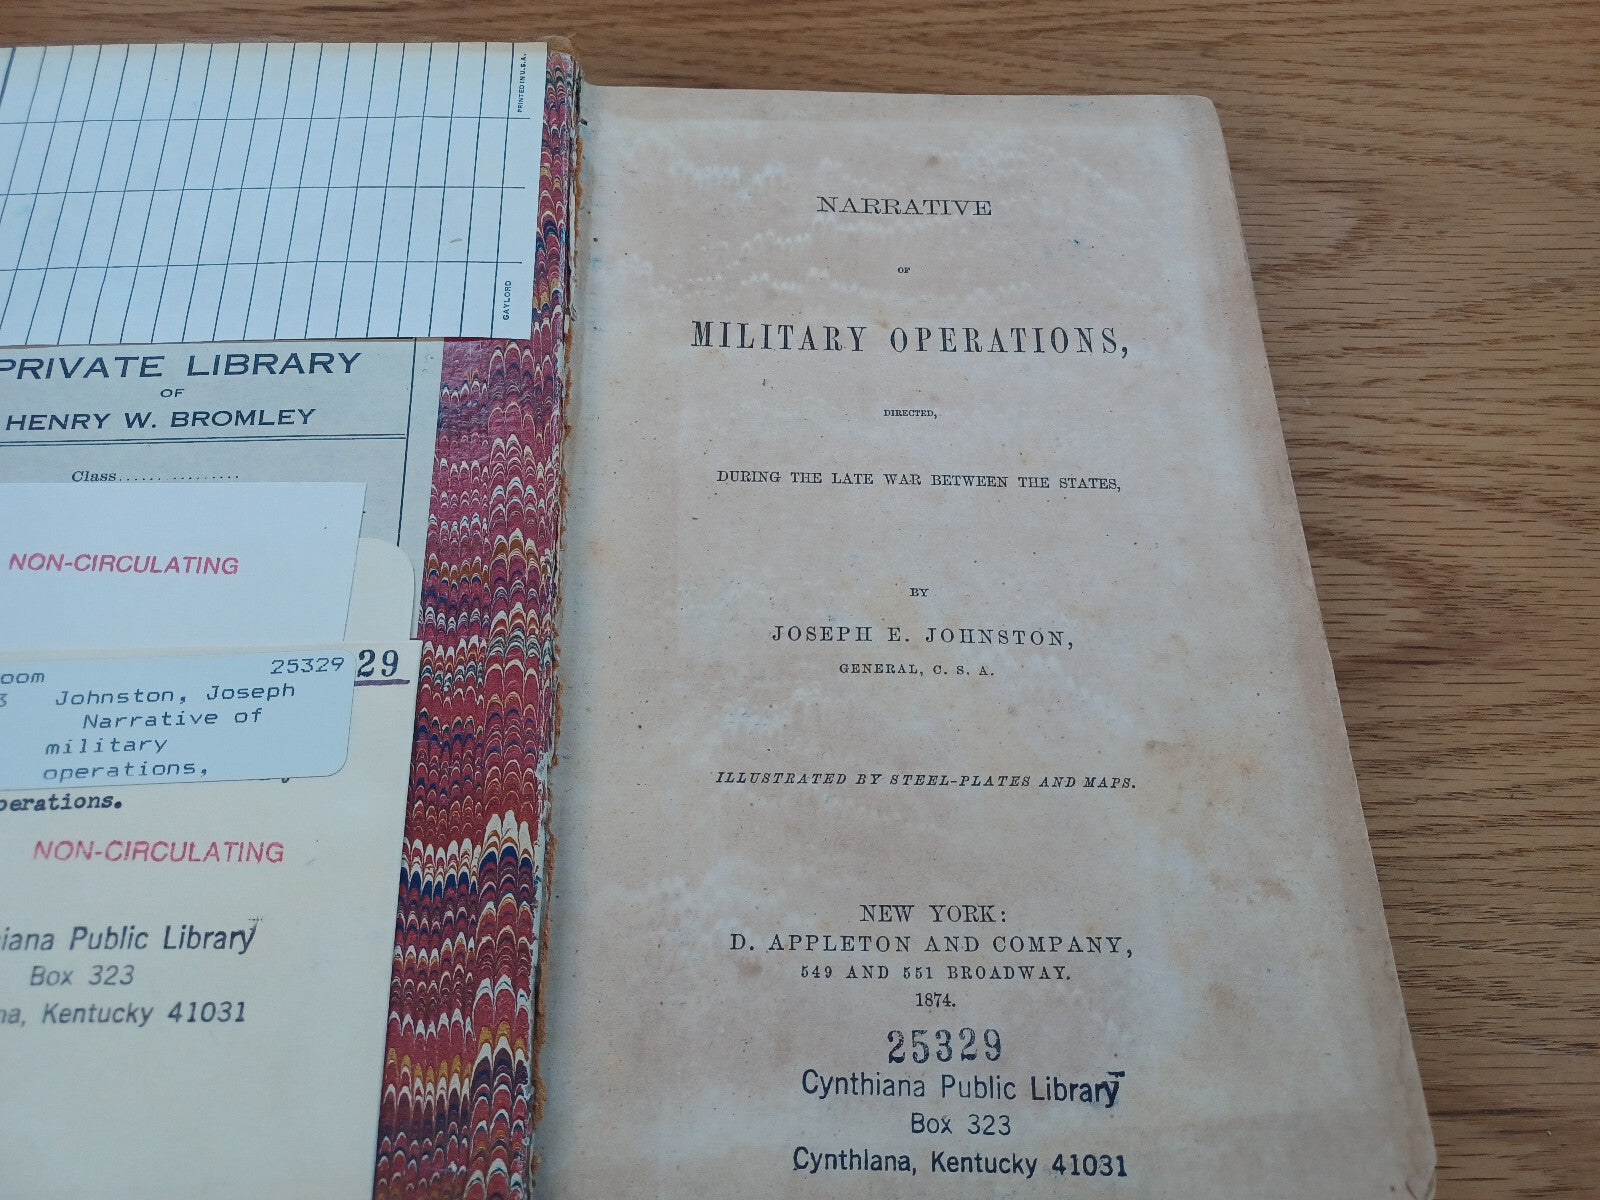 PRINTED IN U.S.A.
GAYLORD
PRIVATE LIBRARY
OF
HENRY W. BROMLEY
Class
NON-CIRCULATING
29
25329
Johnston, Joseph
Narrative of
military
operations,
perations.
NON-CIRCULATING
iana Public Library
Box 323
na, Kentucky 41031
NARRATIVE
OF
MILITARY OPERATIONS,
DIRECTED,
DURING THE LATE WAR BETWEEN THE STATES,
BY
JOSEPH E. JOHNSTON,
GENERAL, C. S. A.
ILLUSTRATED BY STEEL-PLATES AND MAPS.
NEW YORK:
D. APPLETON AND COMPANY,
549 AND 551 BROADWAY.
1874.
25329
Cynthiana Public Library
Box 323
Cynthiana, Kentucky 41031